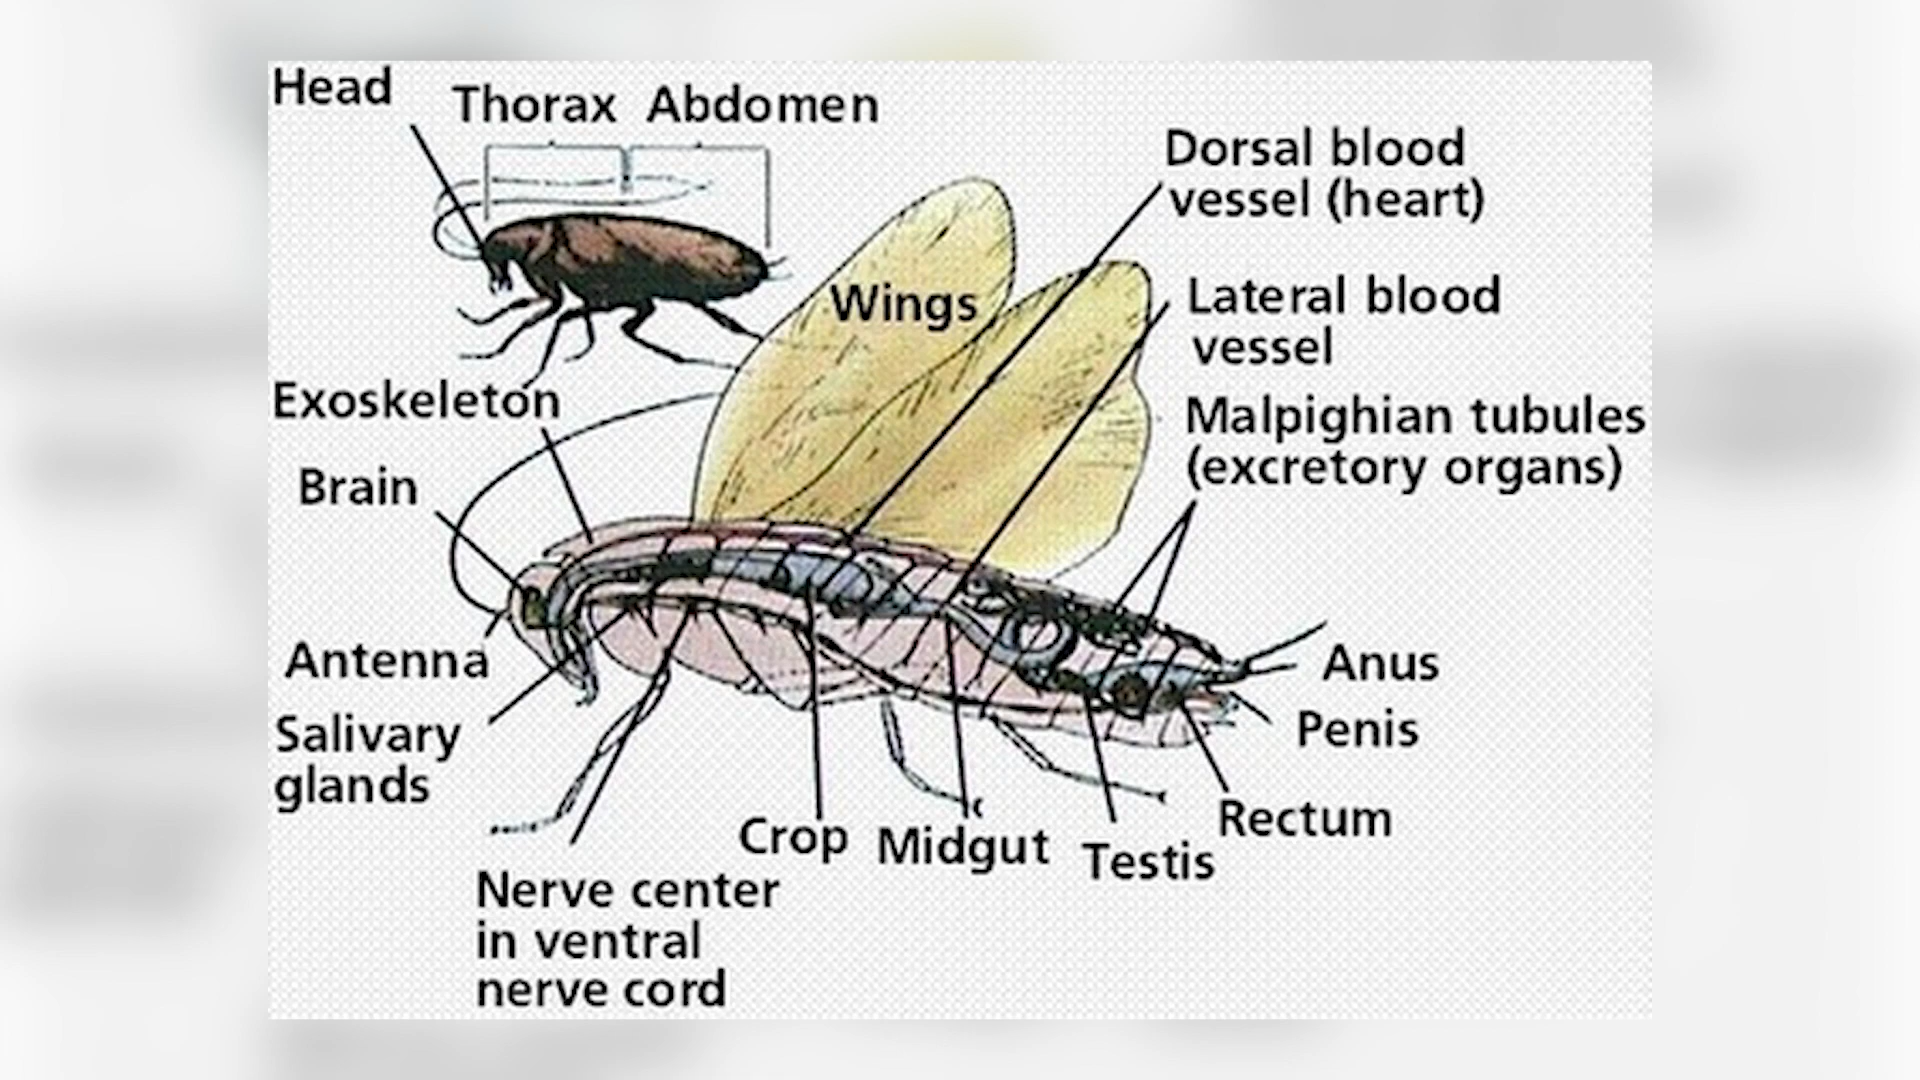 Head
Thorax Abdomen
Dorsal blood
vessel (heart)
Wings
Lateral blood
vessel
Exoskeleton
Malpighian tubules
(excretory organs)
Brain
Antenna
Anus
Salivary
glands
Penis
Rectum
Crop Midgut
Testis
Nerve center
in ventral
nerve cord